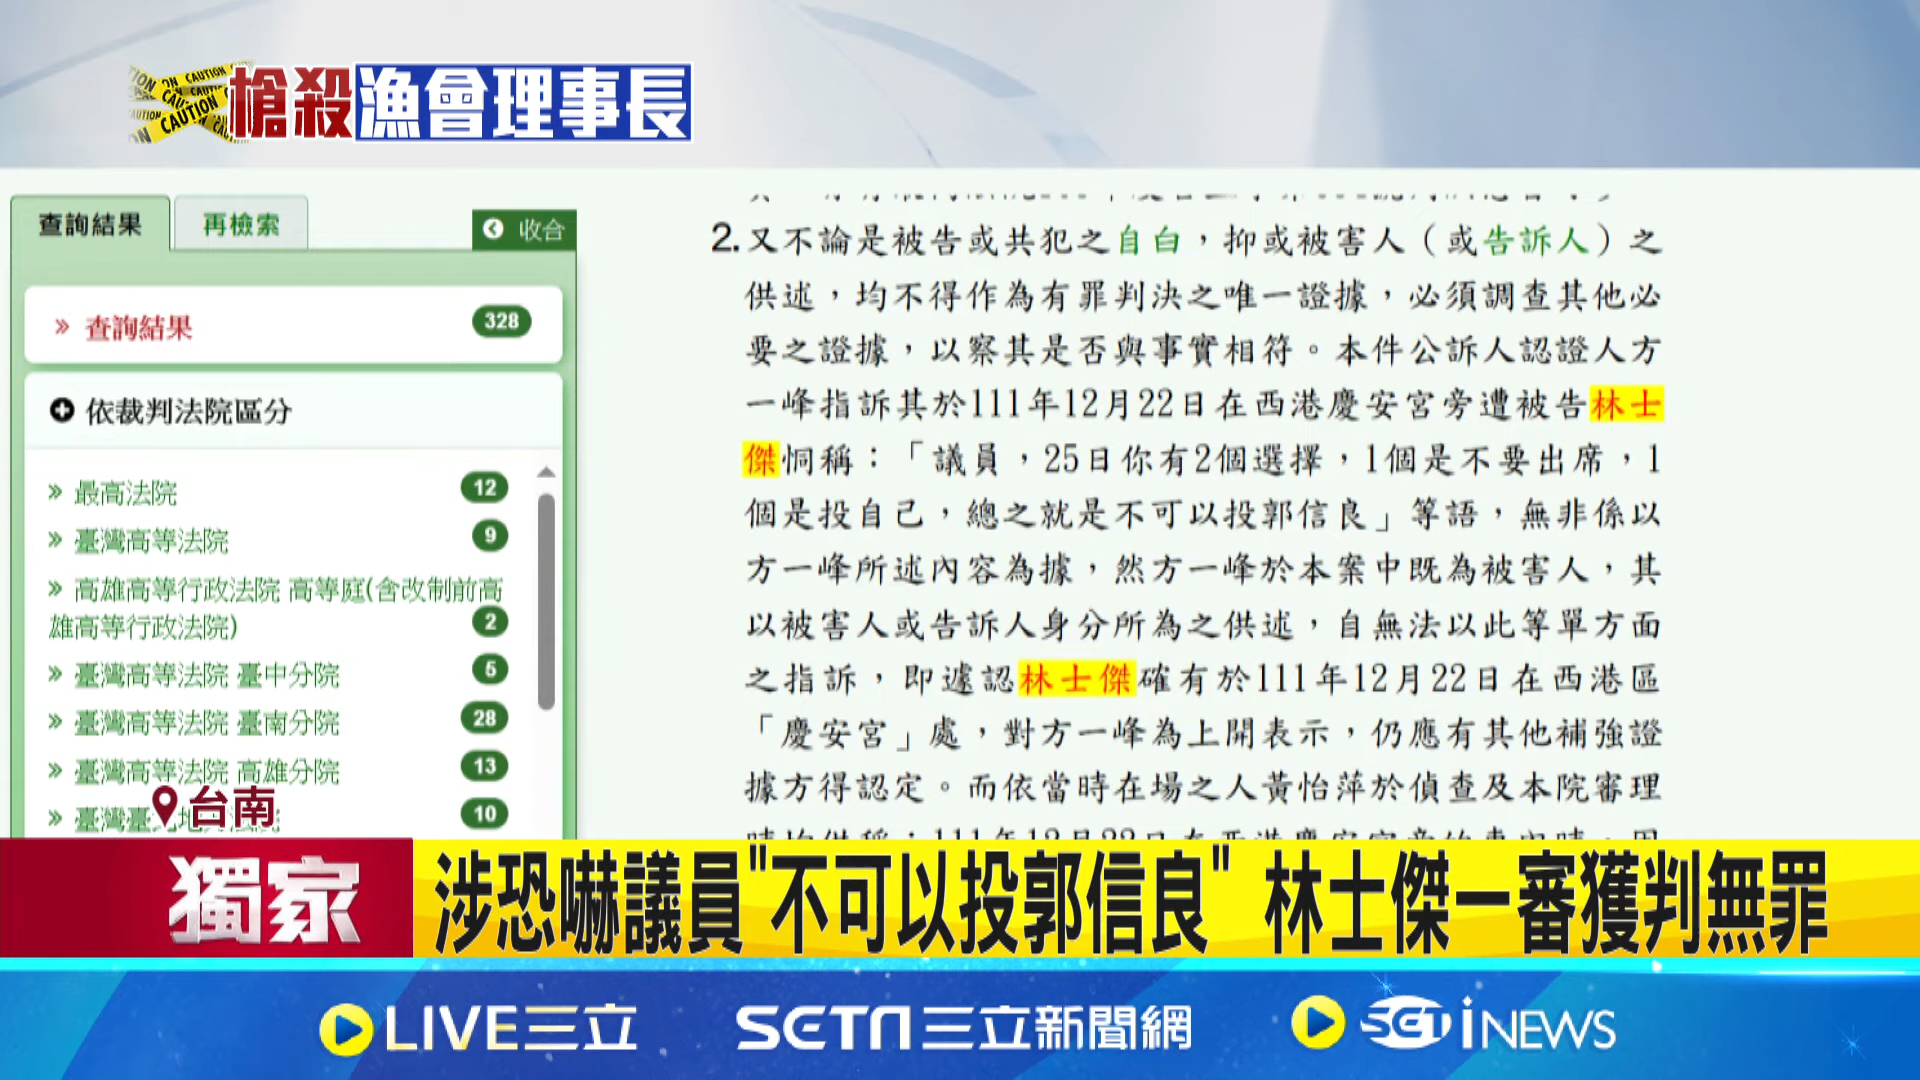 CAUTION
槍殺漁會理事長
查詢結果
再檢索
收合
查詢結果 328
依裁判法院區分
最高法院 12
臺灣高等法院 9
高雄高等行政法院 高等庭(含改制前高
雄高等行政法院) 2
臺灣高等法院 臺中分院 5
臺灣高等法院 臺南分院 28
臺灣高等法院 高雄分院 13
10
2.又不論是被告或共犯之自白，抑或被害人（或告訴人）之
供述，均不得作為有罪判決之唯一證據，必須調查其他必
要之證據，以察其是否與事實相符。本件公訴人認證人方
一峰指訴其於111年12月22日在西港慶安宮旁遭被告林士
傑恫稱：「議員，25日你有2個選擇，1個是不要出席，1
個是投自己，總之就是不可以投郭信良」等語，無非係以
方一峰所述內容為據，然方一峰於本案中既為被害人，其
以被害人或告訴人身分所為之供述，自無法以此等單方面
之指訴，即遽認林士傑確有於111年12月22日在西港區
「慶安宮」處，對方一峰為上開表示，仍應有其他補強證
據方得認定。而依當時在場之人黃怡萍於偵查及本院審理
台南
獨家
涉恐嚇議員"不可以投郭信良" 林士傑一審獲判無罪
LIVE三立
SETN三立新聞網
SETiNEWS